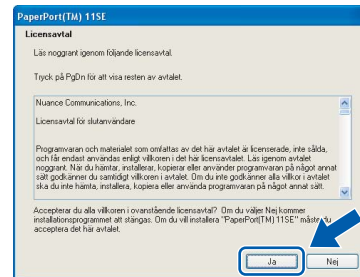 PaperPort(TM) 11SE
Licensavtal
Läs noggrant igenom följande licensavtal.
Tryck på PgDn för att visa resten av avtalet.
Nuance Communications, Inc.
Licensavtal för slutanvändare
Programvaran och materialet som omfattas av det här avtalet är licenserade, inte sålda,
och får endast användas enligt villkoren i det här licensavtalet. Läs igenom avtalet
noggrant. När du hämtar, installerar, kopierar eller använder programvaran på något annat
sätt godkänner du samtidigt villkoren i avtalet. Om du inte godkänner alla villkor i avtalet
ska du inte hämta, installera, kopiera eller använda programvaran på något annat sätt.
Accepterar du alla villkoren i ovanstående licensavtal? Om du väljer Nej kommer
installationsprogrammet att stängas. Om du vill installera "PaperPort(TM) 11SE" måste du
acceptera det här avtalet.
Ja
Nej